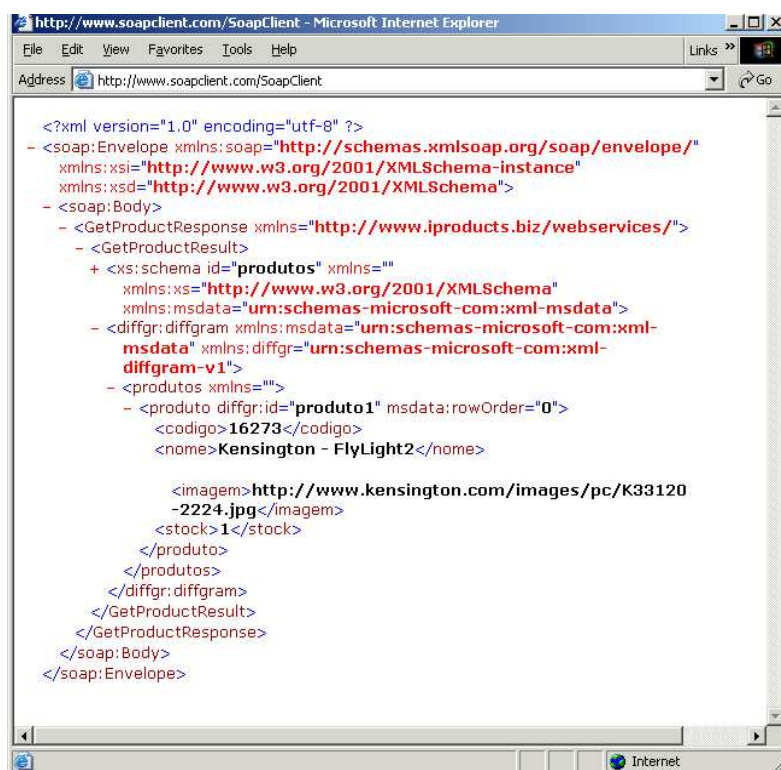 http://www.soapclient.com/SoapClient - Microsoft Internet Explorer
File Edit View Favorites Tools Help Links »
Address http://www.soapclient.com/SoapClient Go
<?xml version="1.0" encoding="utf-8" ?>
- <soap:Envelope xmlns:soap="http://schemas.xmlsoap.org/soap/envelope/"
xmlns:xsi="http://www.w3.org/2001/XMLSchema-instance"
xmlns:xsd="http://www.w3.org/2001/XMLSchema">
- <soap:Body>
- <GetProductResponse xmlns="http://www.iproducts.biz/webservices/">
- <GetProductResult>
+ <xs:schema id="produtos" xmlns=""
xmlns:xs="http://www.w3.org/2001/XMLSchema"
xmlns:msdata="urn:schemas-microsoft-com:xml-msdata">
- <diffgr:diffgram xmlns:msdata="urn:schemas-microsoft-com:xml-
msdata" xmlns:diffgr="urn:schemas-microsoft-com:xml-
diffgram-v1">
- <produtos xmlns="">
- <produto diffgr:id="produto1" msdata:rowOrder="0">
<codigo>16273</codigo>
<nome>Kensington - FlyLight2</nome>
<imagem>http://www.kensington.com/images/pc/K33120
-2224.jpg</imagem>
<stock>1</stock>
</produto>
</produtos>
</diffgr:diffgram>
</GetProductResult>
</GetProductResponse>
</soap:Body>
</soap:Envelope>
Internet